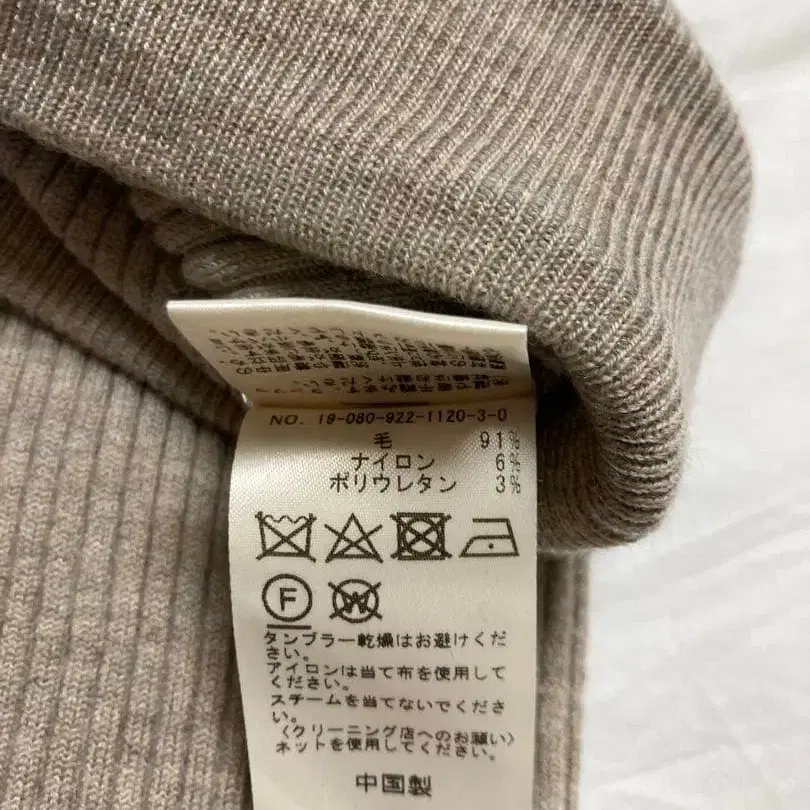 NO. 19-080-922-1120-3-0
毛 91%
ナイロン 6%
ポリウレタン 3%
F W
タンブラー乾燥はお避けくだ
さい。
アイロンは当て布を使用して
ください。
スチームを当てないでくださ
い。
〈クリーニング店へのお願い〉
ネットを使用してください。
中国製